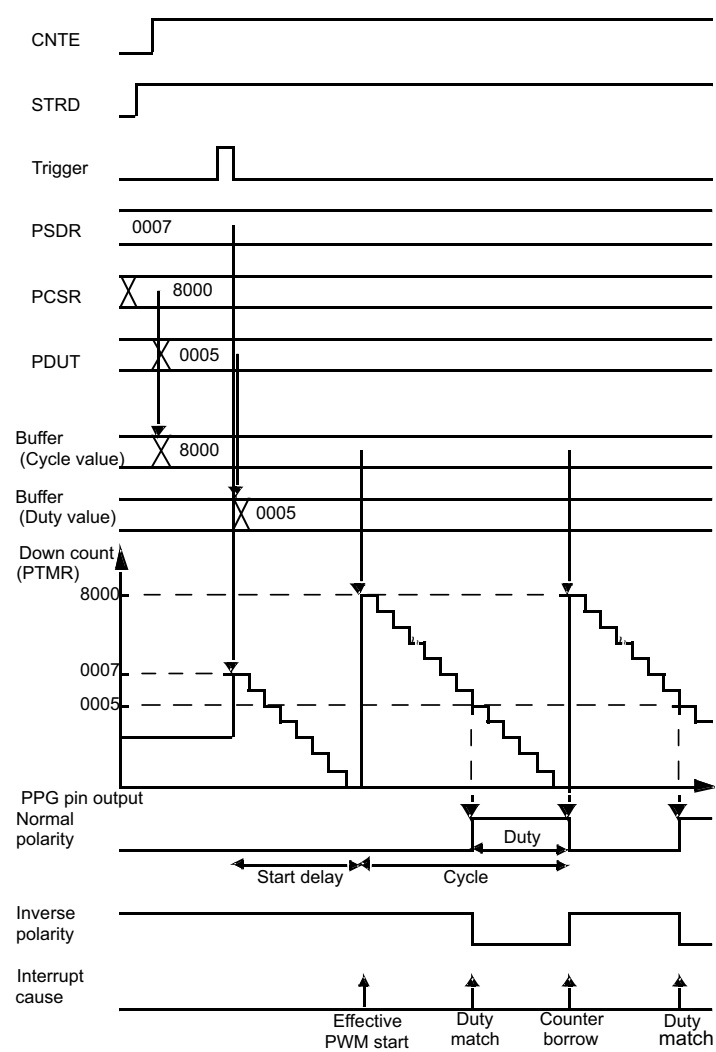 CNTE
STRD
Trigger
PSDR
0007
PCSR
8000
PDUT
0005
Buffer
(Cycle value)
8000
Buffer
(Duty value)
0005
Down count
(PTMR)
8000
0007
0005
PPG pin output
Normal
polarity
Duty
Start delay
Cycle
Inverse
polarity
Interrupt
cause
Effective
PWM start
Duty
match
Counter
borrow
Duty
match